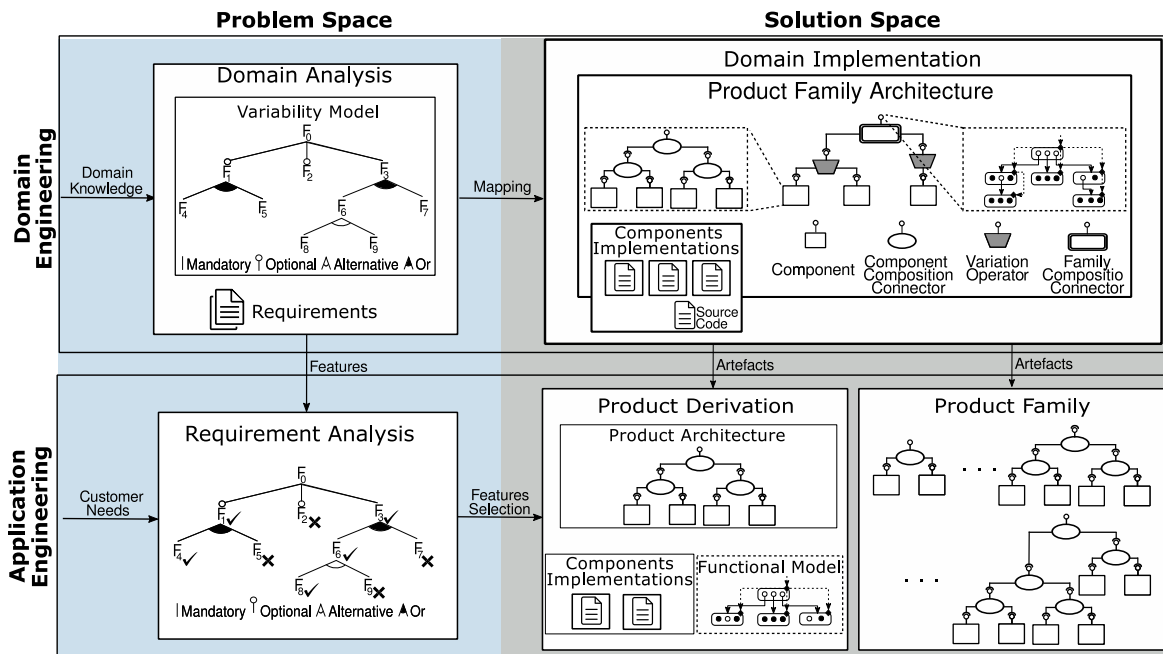 Problem Space
Solution Space
Domain Engineering
Application Engineering
Domain Knowledge
Domain Analysis
Variability Model
F0
F1
F2
F3
F4
F5
F6
F7
F8
F9
Mandatory Optional Alternative Or
Requirements
Mapping
Domain Implementation
Product Family Architecture
Components
Implementations
Source
Code
Component
Component
Composition
Connector
Variation
Operator
Family
Compositio
Connector
Features
Artefacts
Artefacts
Customer
Needs
Requirement Analysis
F0
F1
F2
F3
F4
F5
F6
F7
F8
F9
Mandatory Optional Alternative Or
Features
Selection
Product Derivation
Product Architecture
Components
Implementations
Functional Model
Product Family